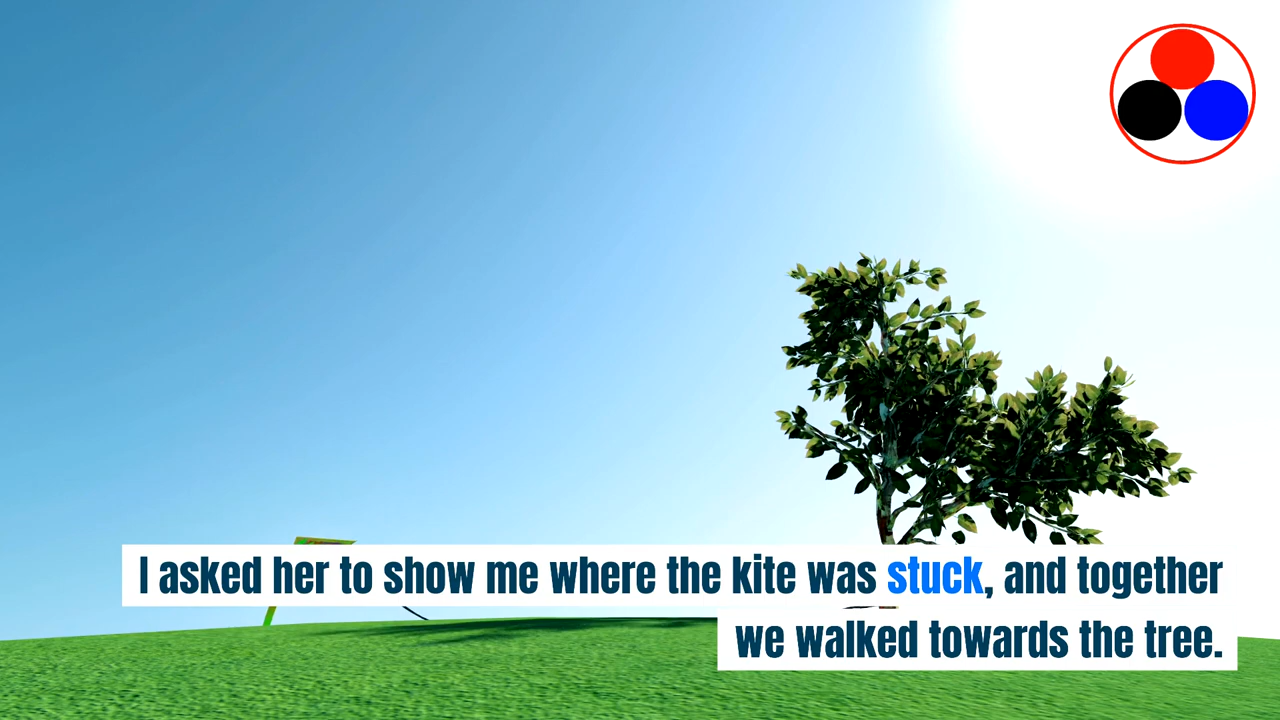 I asked her to show me where the kite was stuck, and together
we walked towards the tree.